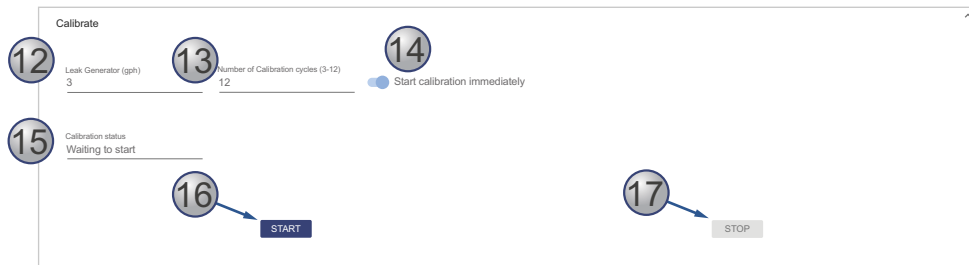 Calibrate
12
13
14
Leak Generator (gph)
3
Number of Calibration cycles (3-12)
12
Start calibration immediately
15
Calibration status
Waiting to start
16
17
START
STOP